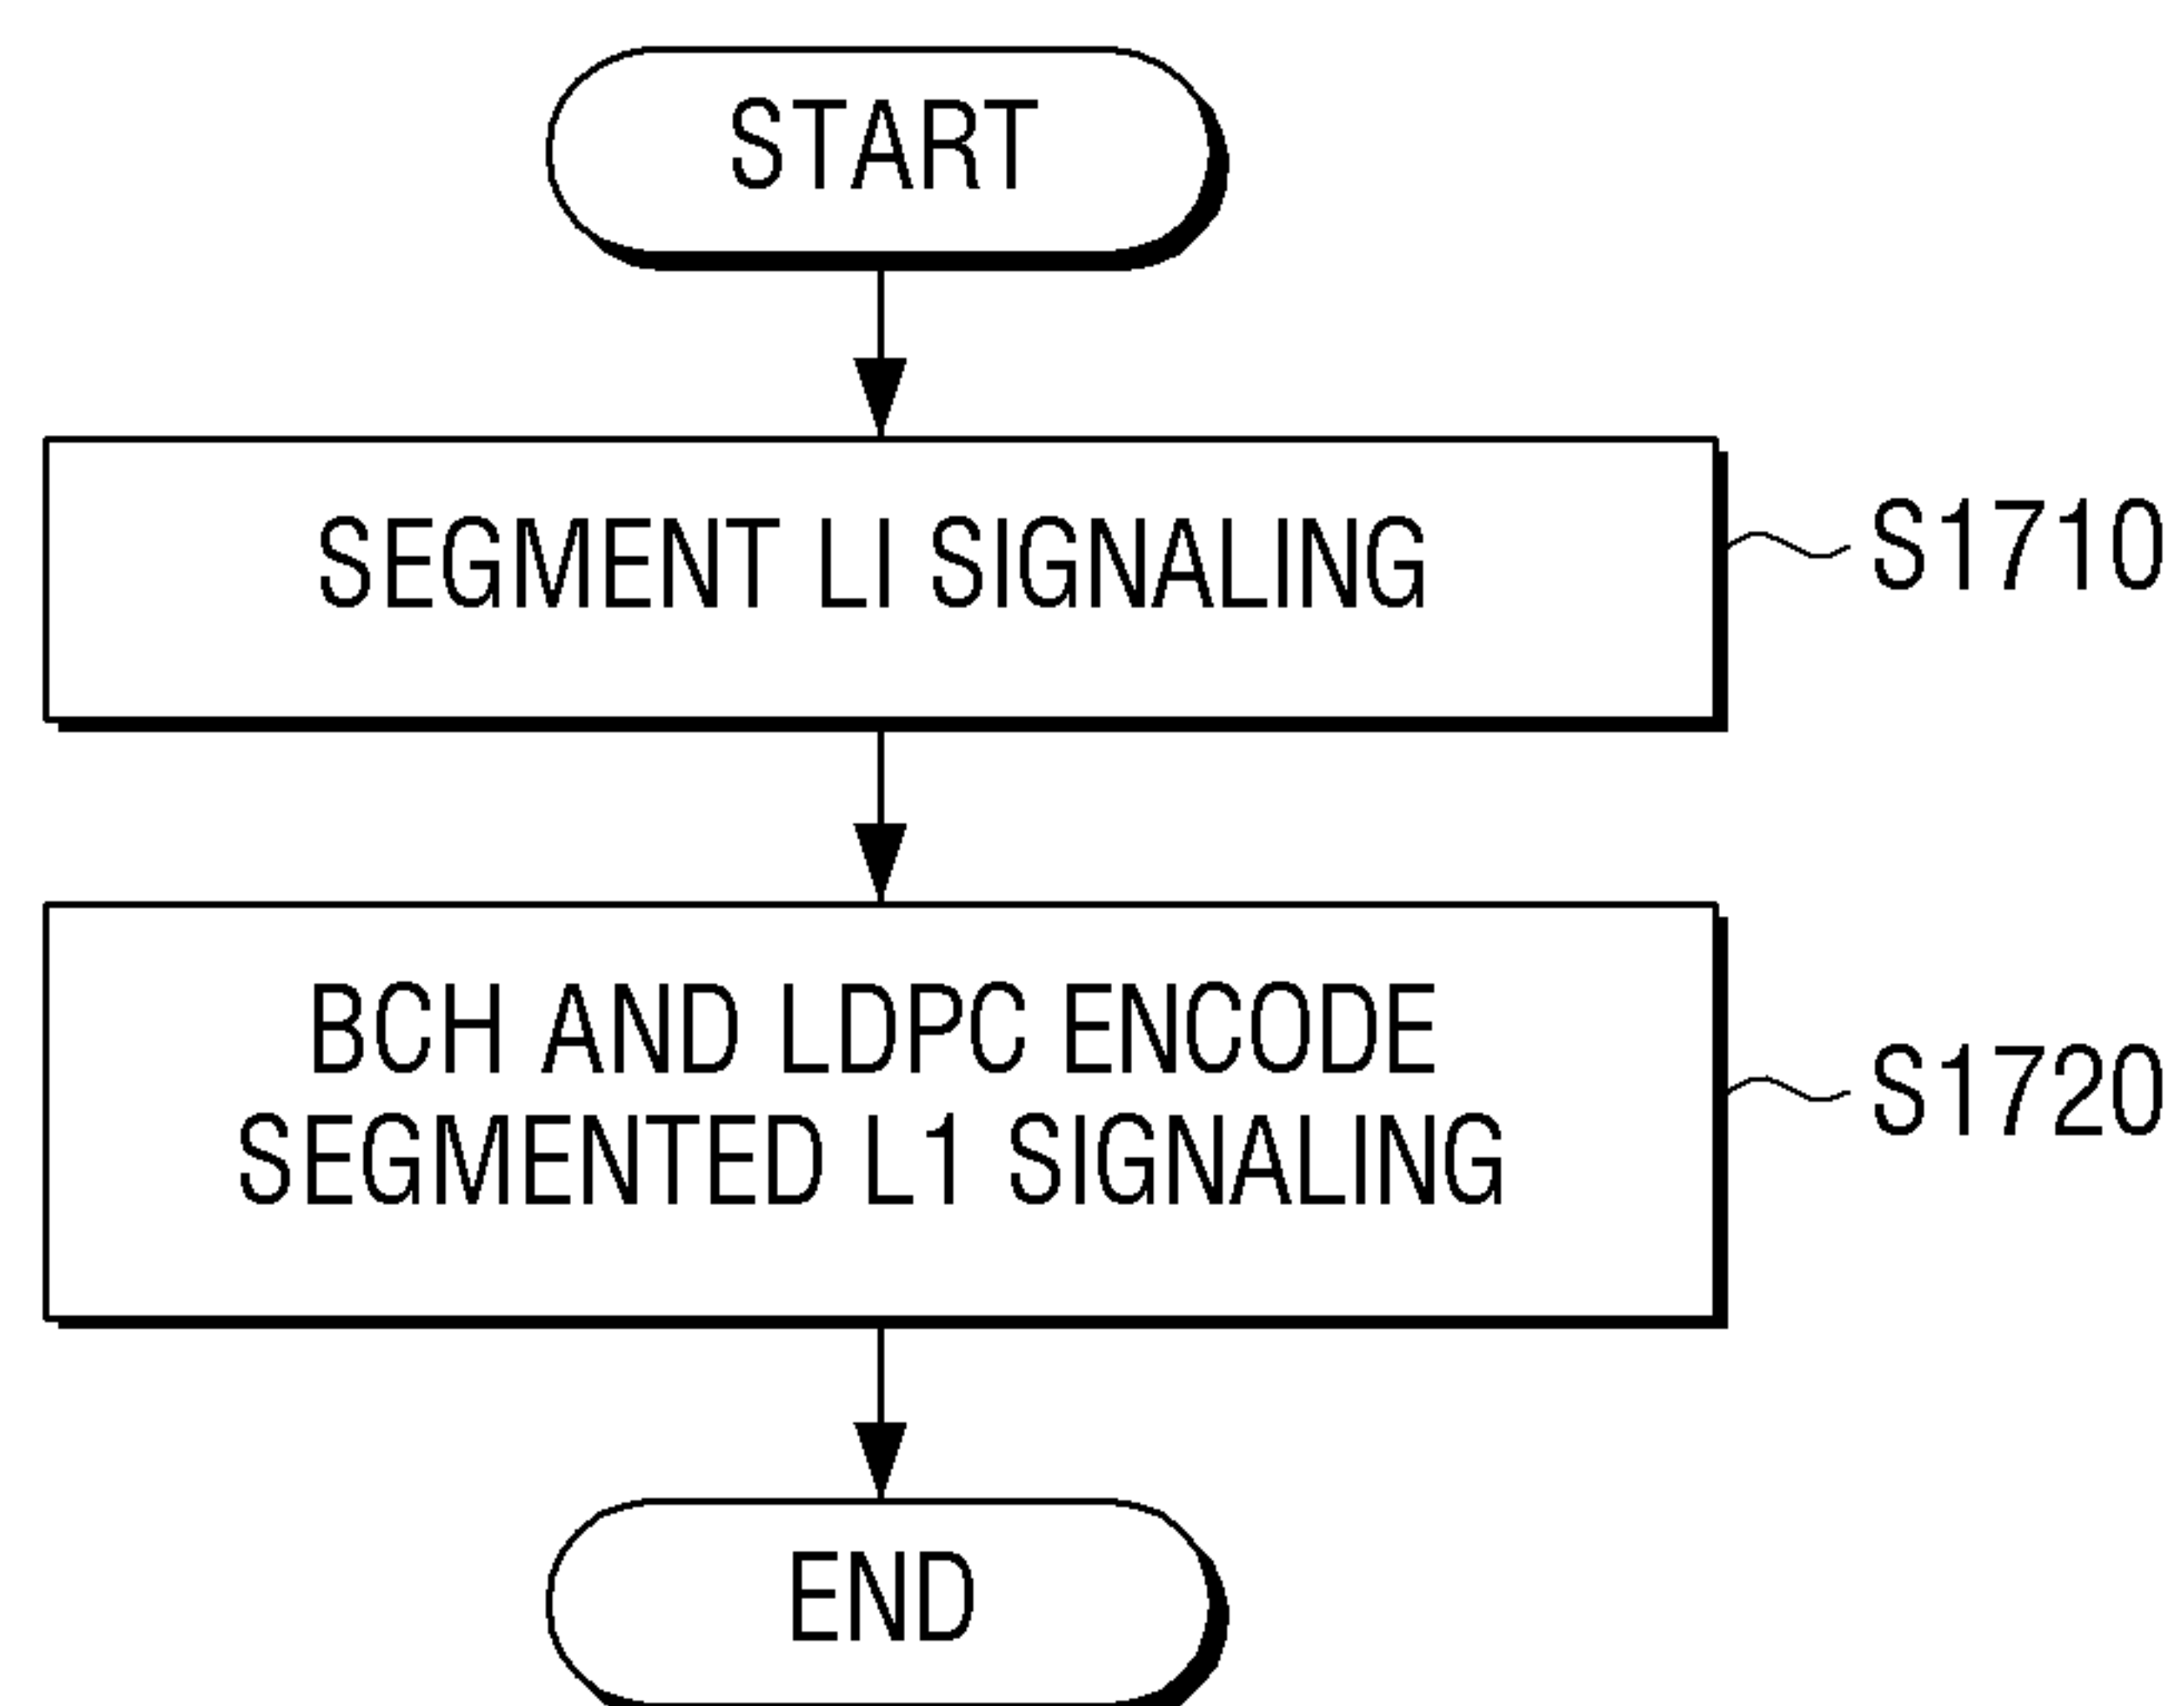 START
SEGMENT LI SIGNALING
S1710
BCH AND LDPC ENCODE
SEGMENTED L1 SIGNALING
S1720
END